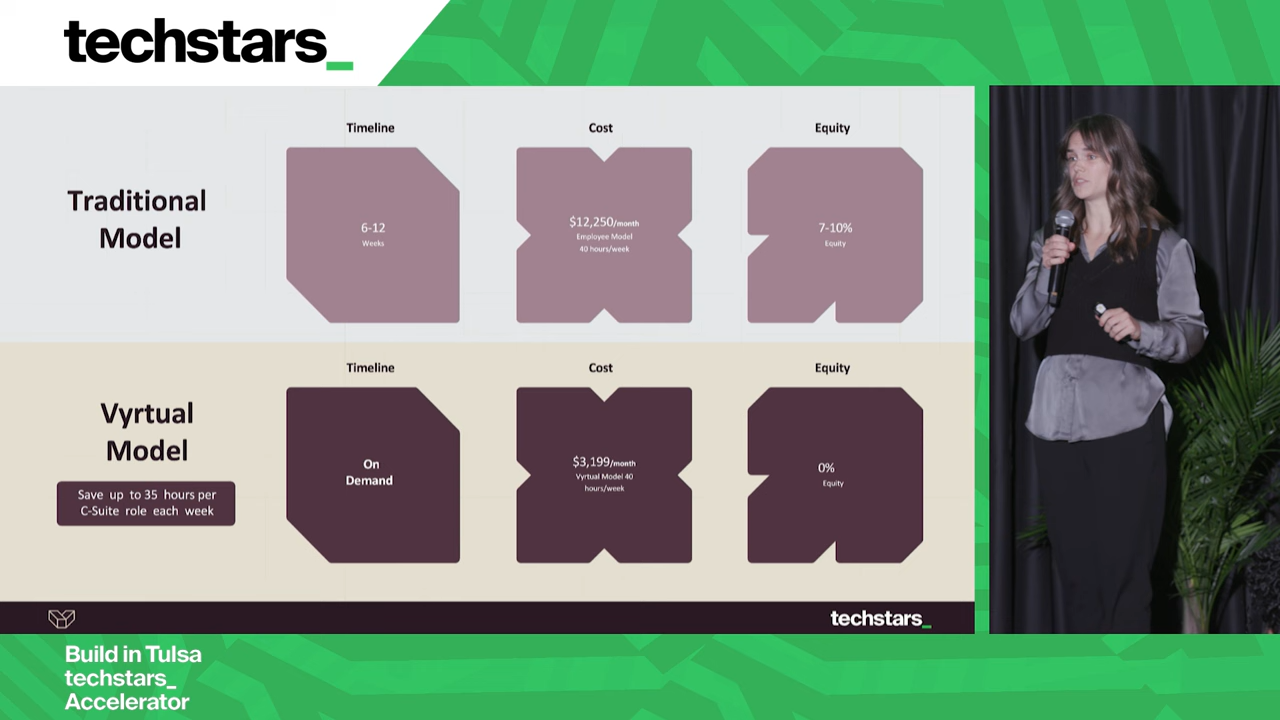 techstars_
Timeline
Cost
Equity
Traditional
Model
6-12
Weeks
$12,250/month
Employee Model
40 hours/week
7-10%
Equity
Timeline
Cost
Equity
Vyrtual
Model
Save up to 35 hours per
C-Suite role each week
On
Demand
$3,199/month
Vyrtual Model 40
hours/week
0%
Equity
techstars_
Build in Tulsa
techstars_
Accelerator